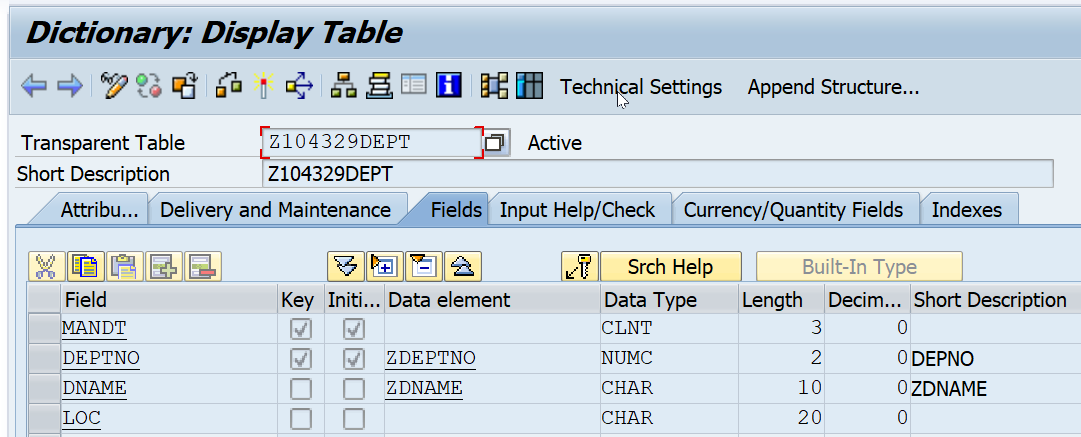 Dictionary: Display Table
Technical Settings Append Structure...
Transparent Table Z104329DEPT Active
Short Description Z104329DEPT
Attribu... Delivery and Maintenance Fields Input Help/Check Currency/Quantity Fields Indexes
Srch Help Built-In Type
Field Key Initi... Data element Data Type Length Decim... Short Description
MANDT CLNT 3 0
DEPTNO ZDEPTNO NUMC 2 0 DEPNO
DNAME ZDNAME CHAR 10 0 ZDNAME
LOC CHAR 20 0